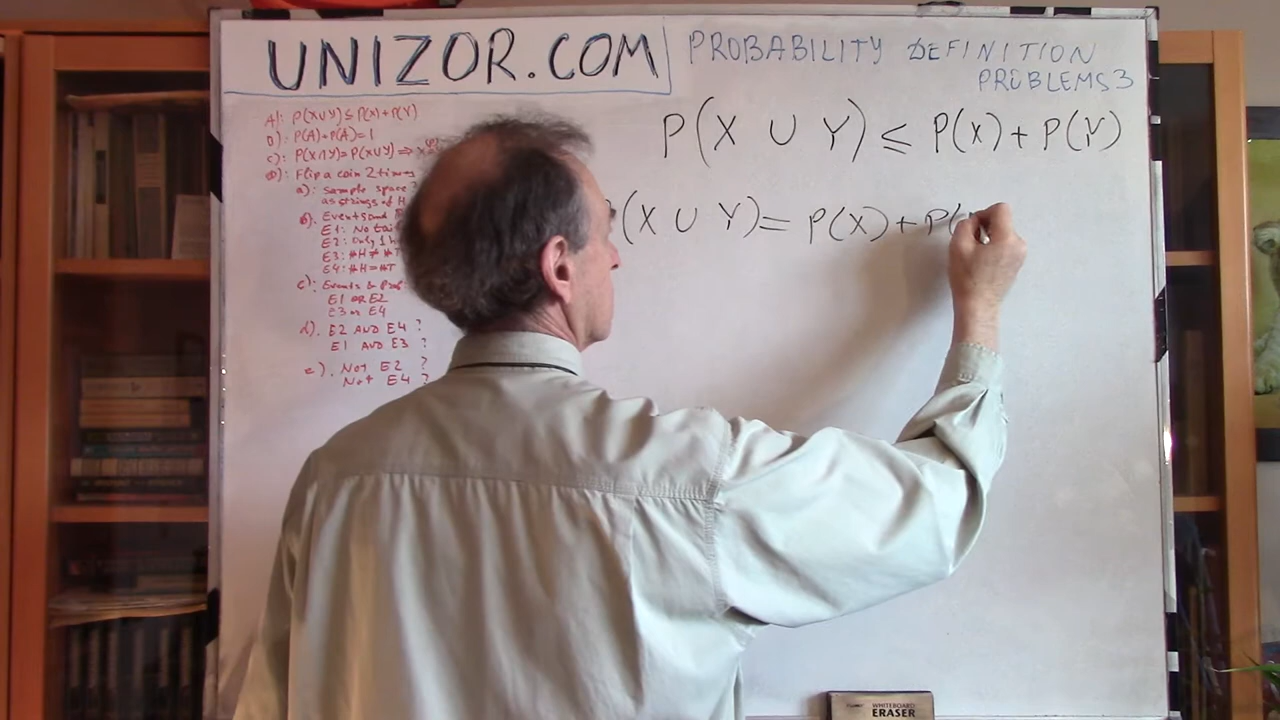 UNIZOR.COM
PROBABILITY DEFINITION
PROBLEMS 3
A): P(X∪Y) ≤ P(X)+P(Y)
P(A)+P(A̅)=1
c): P(X∩Y)=P(X∪Y) ⇒
Flip a coin 2 times
a): Sample space
as strings of H
b). Events and
E1: No
E2: Only 1
E3: #H ≠ #T
E4: #H = #T
c): Events &
E1 OR E2
E3 or E4
d). E2 AND E4 ?
E1 AND E3 ?
e). Not E2 ?
Not E4 ?
P(X ∪ Y) ≤ P(X) + P(Y)
(X ∪ Y) = P(X) + P(
WHITEBOARD
ERASER